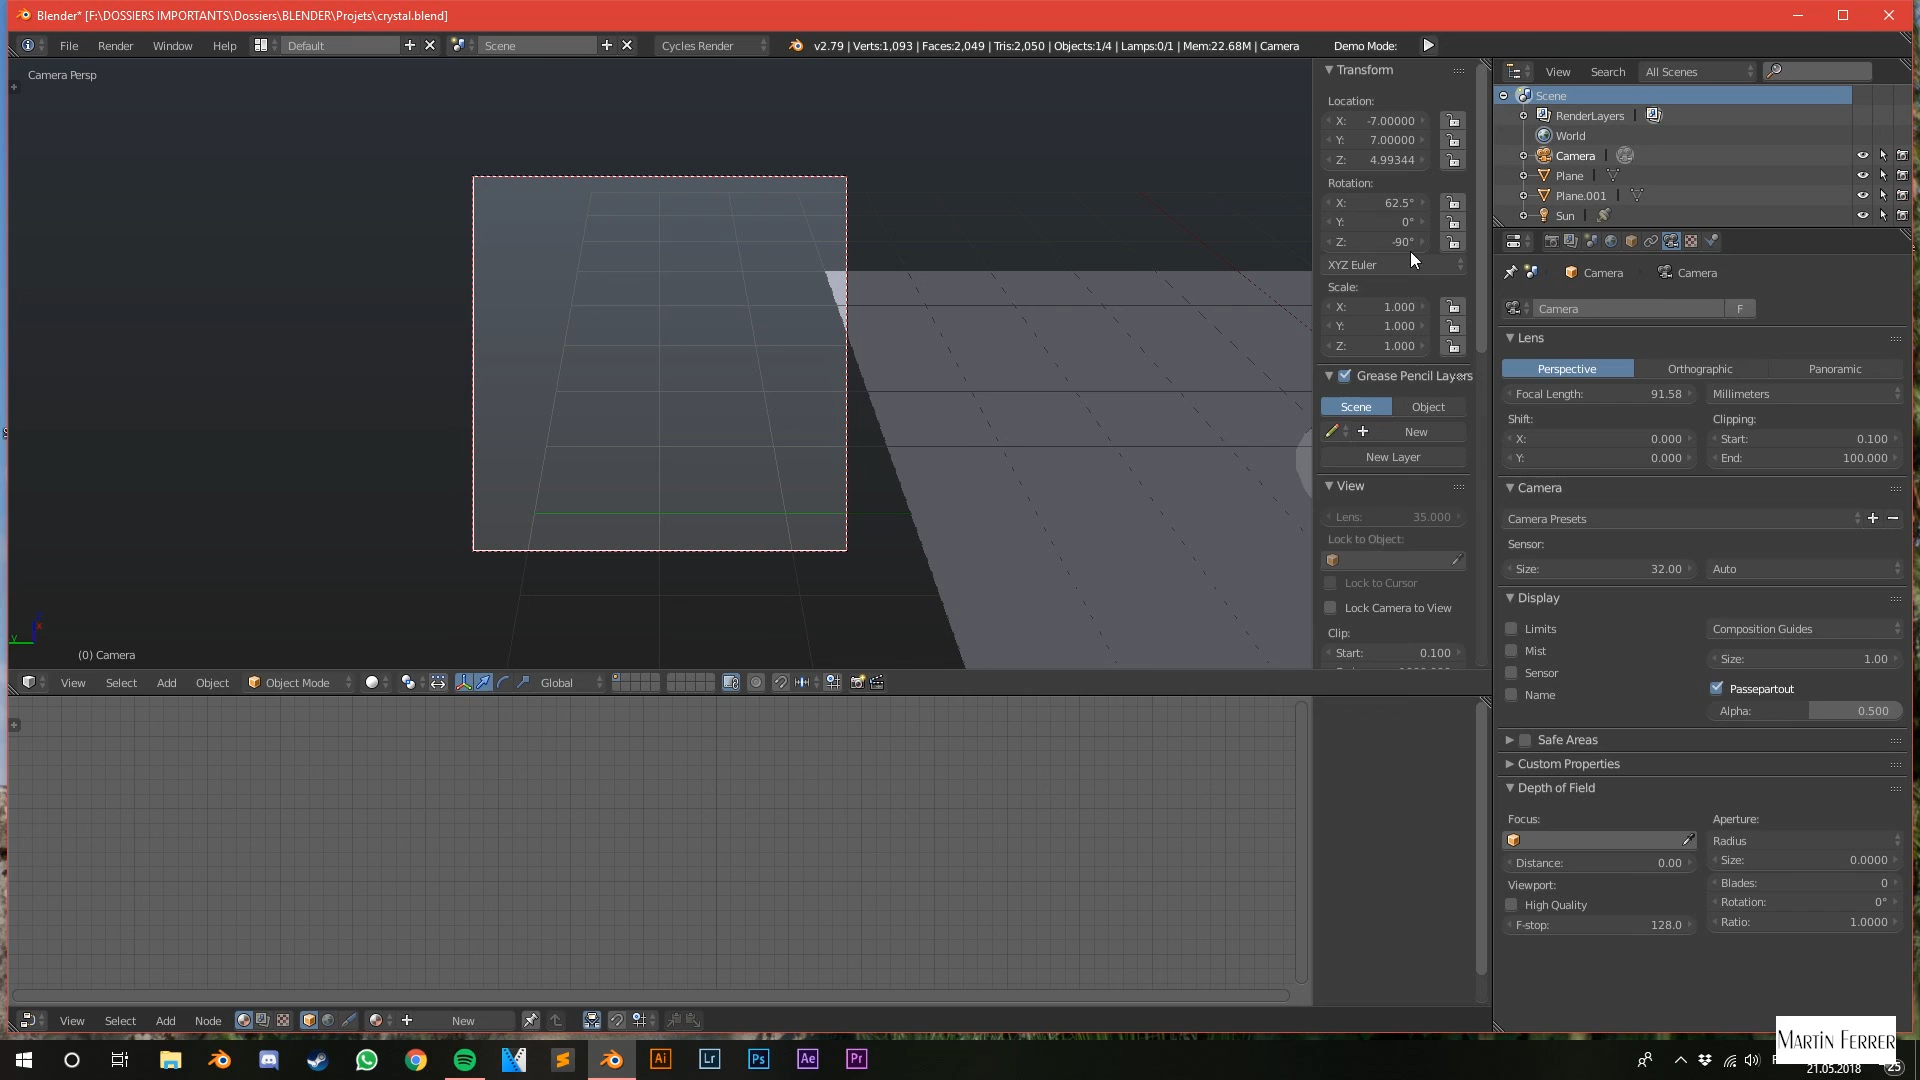 Blender* [F:\DOSSIERS IMPORTANTS\Dossiers\BLENDER\Projets\crystal.blend]
File Render Window Help Default Scene Cycles Render v2.79 | Verts:1,093 | Faces:2,049 | Tris:2,050 | Objects:1/4 | Lamps:0/1 | Mem:22.68M | Camera Demo Mode:
Camera Persp
(0) Camera
Transform
Location:
X: -7.00000
Y: 7.00000
Z: 4.99344
Rotation:
X: 62.5°
Y: 0°
Z: -90°
XYZ Euler
Scale:
X: 1.000
Y: 1.000
Z: 1.000
Grease Pencil Layers
Scene Object
New
New Layer
View
Lens: 35.000
Lock to Object:
Lock to Cursor
Lock Camera to View
Clip:
Start: 0.100
View Search All Scenes
Scene
RenderLayers
World
Camera
Plane
Plane.001
Sun
Camera Camera
Camera F
Lens
Perspective Orthographic Panoramic
Focal Length: 91.58 Millimeters
Shift: Clipping:
X: 0.000 Start: 0.100
Y: 0.000 End: 100.000
Camera
Camera Presets
Sensor:
Size: 32.00 Auto
Display
Limits Composition Guides
Mist Size: 1.00
Sensor Passepartout
Name Alpha: 0.500
Safe Areas
Custom Properties
Depth of Field
Focus: Aperture:
Radius
Distance: 0.00 Size: 0.0000
Viewport: Blades: 0
High Quality Rotation: 0°
F-stop: 128.0 Ratio: 1.0000
View Select Add Object Object Mode Global
View Select Add Node New
Ai Lr Ps Ae Pr
MARTIN FERRER
21.05.2018 25